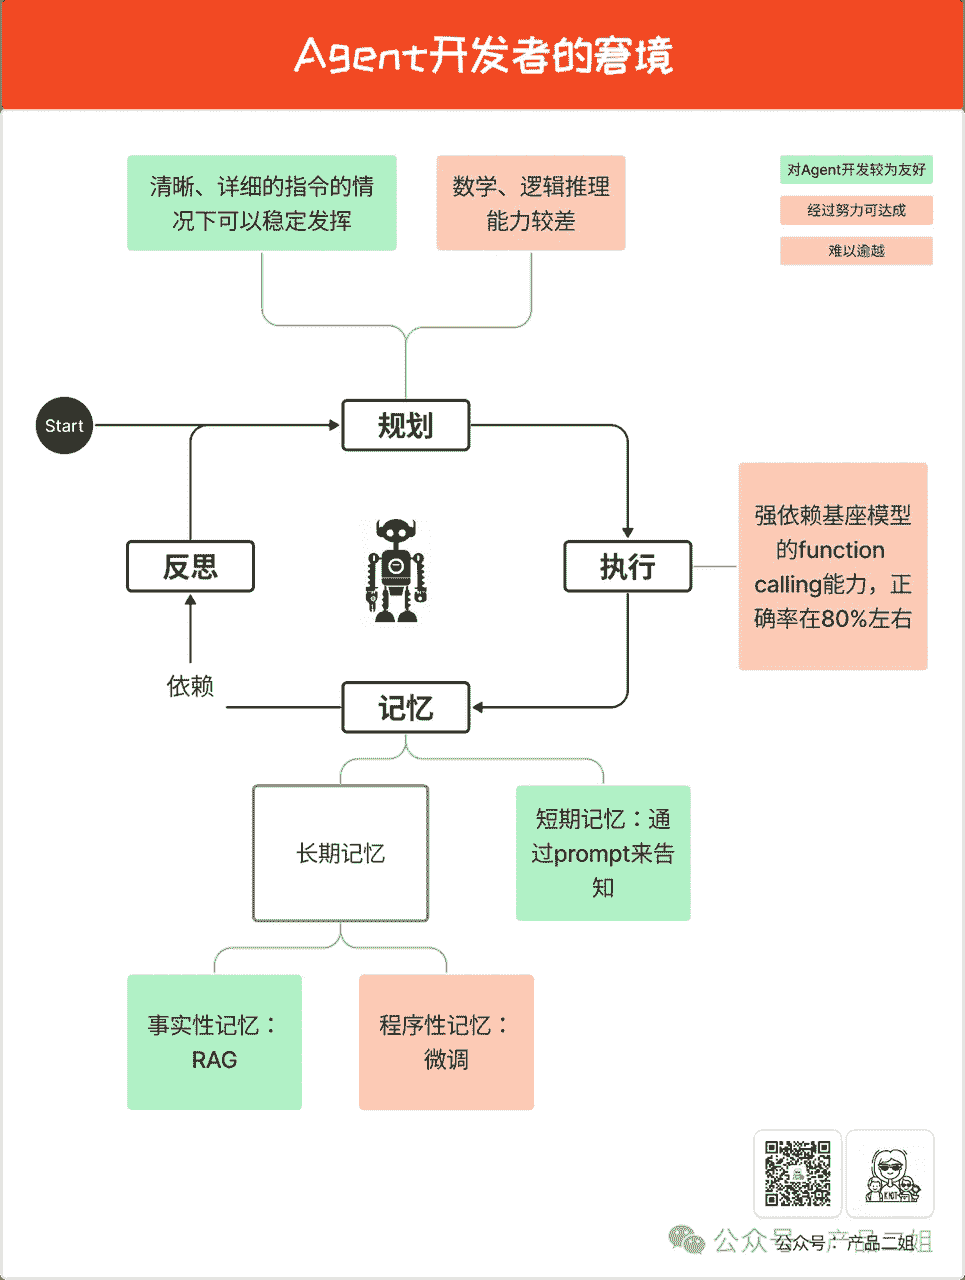 Agent开发者的窘境
清晰、详细的指令的情
况下可以稳定发挥
数学、逻辑推理
能力较差
对Agent开发较为友好
经过努力可达成
难以逾越
Start
规划
反思
执行
强依赖基座模型
的function
calling能力，正
确率在80%左右
依赖
记忆
长期记忆
短期记忆：通
过prompt来告
知
事实性记忆：
RAG
程序性记忆：
微调
公众号：产品二姐
公众号 · 产品二姐